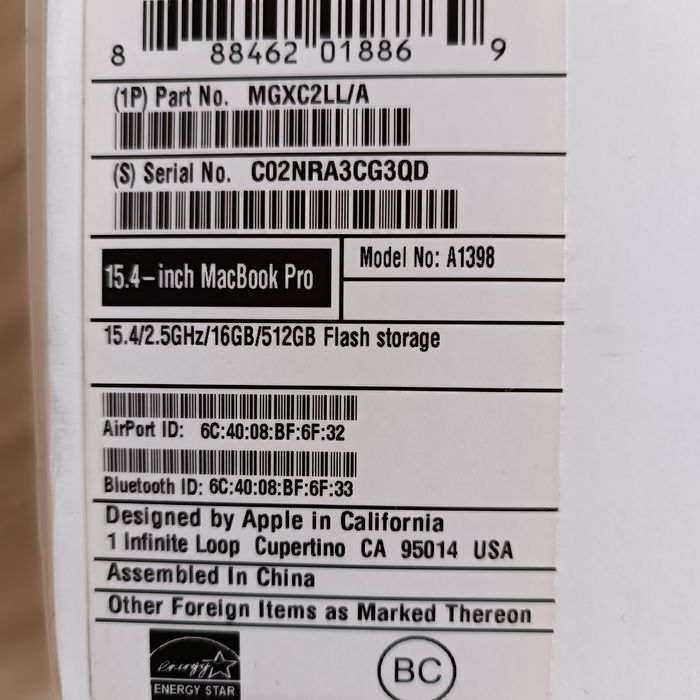 8 88462 01886 9
(1P) Part No. MGXC2LL/A
(S) Serial No. C02NRA3CG3QD
15.4-inch MacBook Pro
Model No: A1398
15.4/2.5GHz/16GB/512GB Flash storage
AirPort ID: 6C:40:08:BF:6F:32
Bluetooth ID: 6C:40:08:BF:6F:33
Designed by Apple in California
1 Infinite Loop Cupertino CA 95014 USA
Assembled In China
Other Foreign Items as Marked Thereon
energy
ENERGY STAR
BC